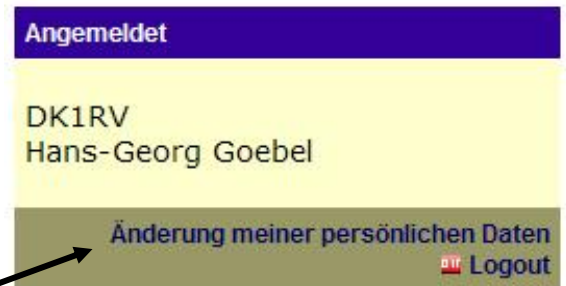 Angemeldet
DK1RV
Hans-Georg Goebel
Änderung meiner persönlichen Daten
Logout